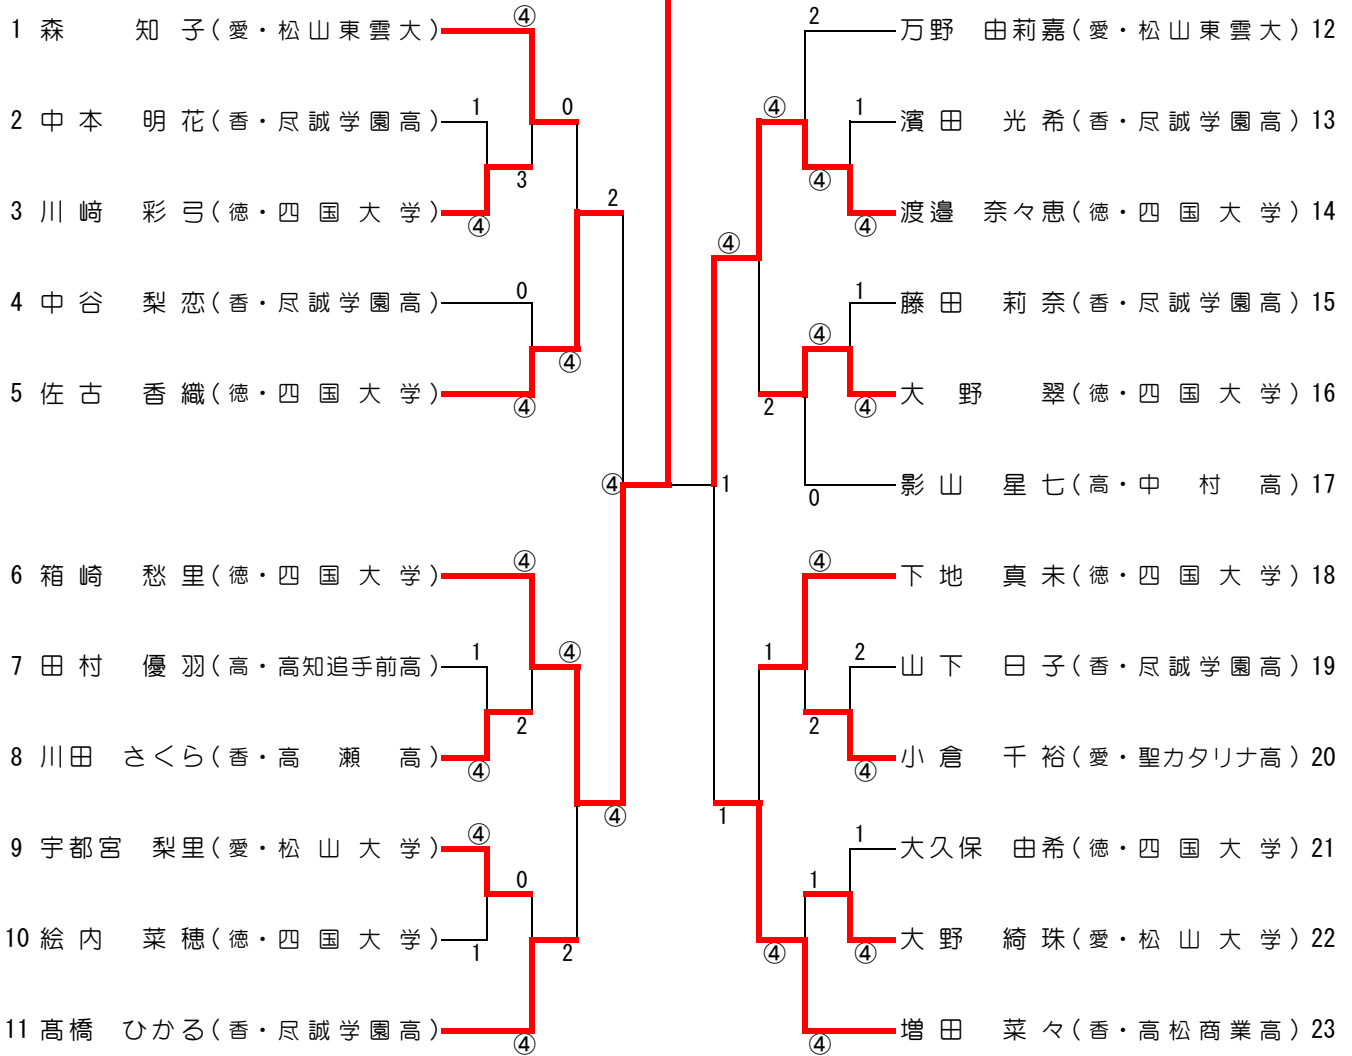 ④ 2
1 森 知 子(愛・松山東雲大) 万野 由莉嘉(愛・松山東雲大) 12
1 0 ④ 1
2 中 本 明 花(香・尽誠学園高) 濱 田 光 希(香・尽誠学園高) 13
3 ④
3 川 﨑 彩 弓(徳・四 国 大 学) 2 渡邉 奈々恵(徳・四 国 大 学) 14
④ ④ ④
0 1
4 中 谷 梨 恋(香・尽誠学園高) 藤 田 莉 奈(香・尽誠学園高) 15
④ ④
5 佐 古 香 織(徳・四 国 大 学) 大 野 翠(徳・四 国 大 学) 16
④ 2 ④
④ 1 影 山 星 七(高・中 村 高) 17
0
④ ④
6 箱 崎 愁 里(徳・四 国 大 学) 下 地 真 未(徳・四 国 大 学) 18
1 ④ 1 2
7 田 村 優 羽(高・高知追手前高) 山 下 日 子(香・尽誠学園高) 19
2 2
8 川田 さくら(香・高 瀬 高) 小 倉 千 裕(愛・聖カタリナ高) 20
④ ④
④ ④ 1 1
9 宇都宮 梨里(愛・松 山 大 学) 大久保 由希(徳・四 国 大 学) 21
0 1
10 絵 内 菜 穂(徳・四 国 大 学) 大 野 綺 珠(愛・松 山 大 学) 22
1 2 ④ ④
11 髙橋 ひかる(香・尽誠学園高) 増 田 菜 々(香・高松商業高) 23
④ ④